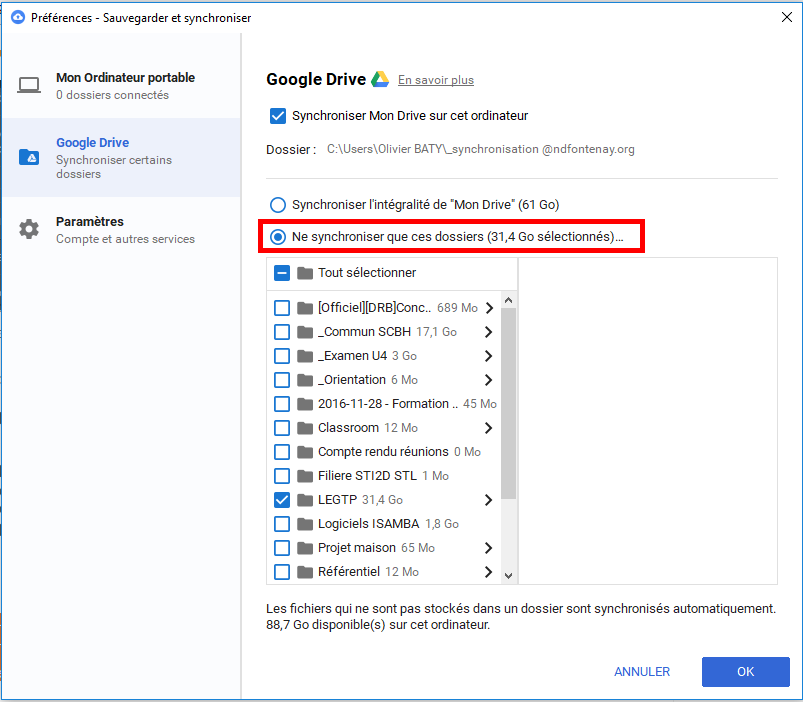 Préférences - Sauvegarder et synchroniser
Mon Ordinateur portable
0 dossiers connectés
Google Drive
Synchroniser certains
dossiers
Paramètres
Compte et autres services
Google Drive En savoir plus
Synchroniser Mon Drive sur cet ordinateur
Dossier : C:\Users\Olivier BATY\_synchronisation @ndfontenay.org
Synchroniser l'intégralité de "Mon Drive" (61 Go)
Ne synchroniser que ces dossiers (31,4 Go sélectionnés)...
Tout sélectionner
[Officiel][DRB]Conc.. 689 Mo
_Commun SCBH 17,1 Go
_Examen U4 3 Go
_Orientation 6 Mo
2016-11-28 - Formation .. 45 Mo
Classroom 12 Mo
Compte rendu réunions 0 Mo
Filiere STI2D STL 1 Mo
LEGTP 31,4 Go
Logiciels ISAMBA 1,8 Go
Projet maison 65 Mo
Référentiel 12 Mo
Les fichiers qui ne sont pas stockés dans un dossier sont synchronisés automatiquement.
88,7 Go disponible(s) sur cet ordinateur.
ANNULER OK